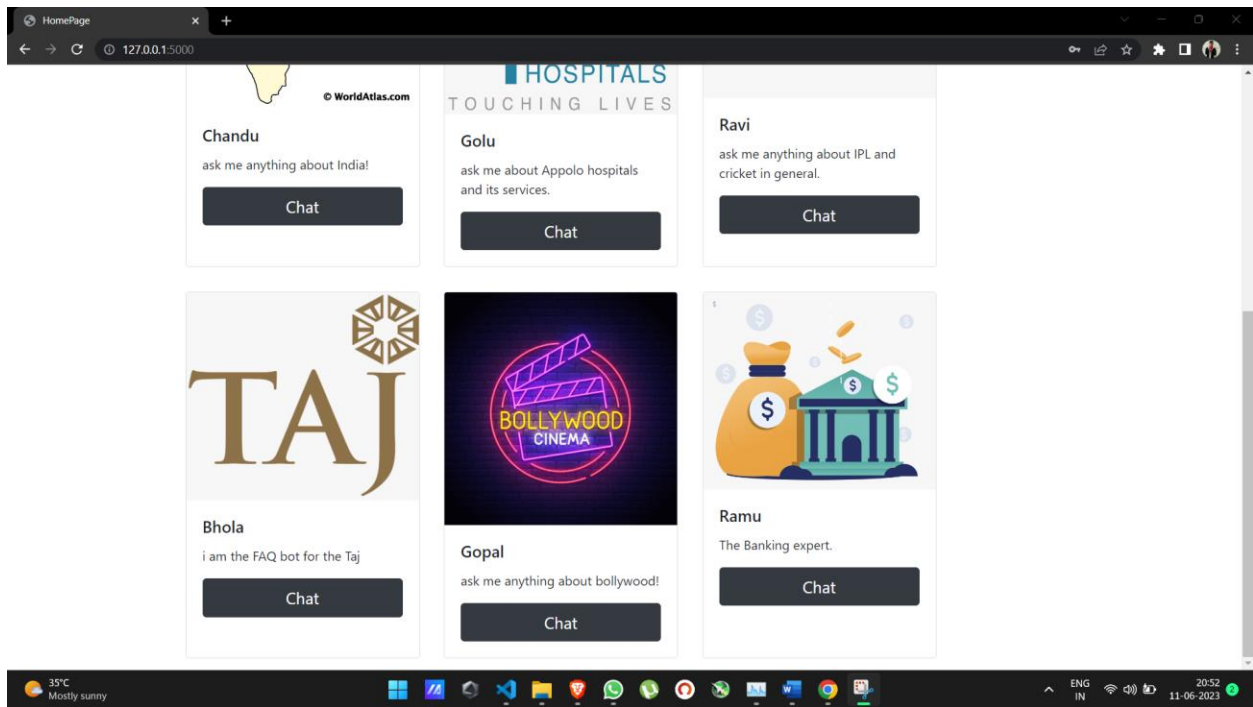 HomePage
127.0.0.1:5000
© WorldAtlas.com
HOSPITALS
TOUCHING LIVES
Chandu
ask me anything about India!
Chat
Golu
ask me about Appolo hospitals
and its services.
Chat
Ravi
ask me anything about IPL and
cricket in general.
Chat
TAJ
Bhola
i am the FAQ bot for the Taj
Chat
BOLLYWOOD
CINEMA
Gopal
ask me anything about bollywood!
Chat
$
$
$
$
$
Ramu
The Banking expert.
Chat
35°C
Mostly sunny
ENG
IN
20:52
11-06-2023
2